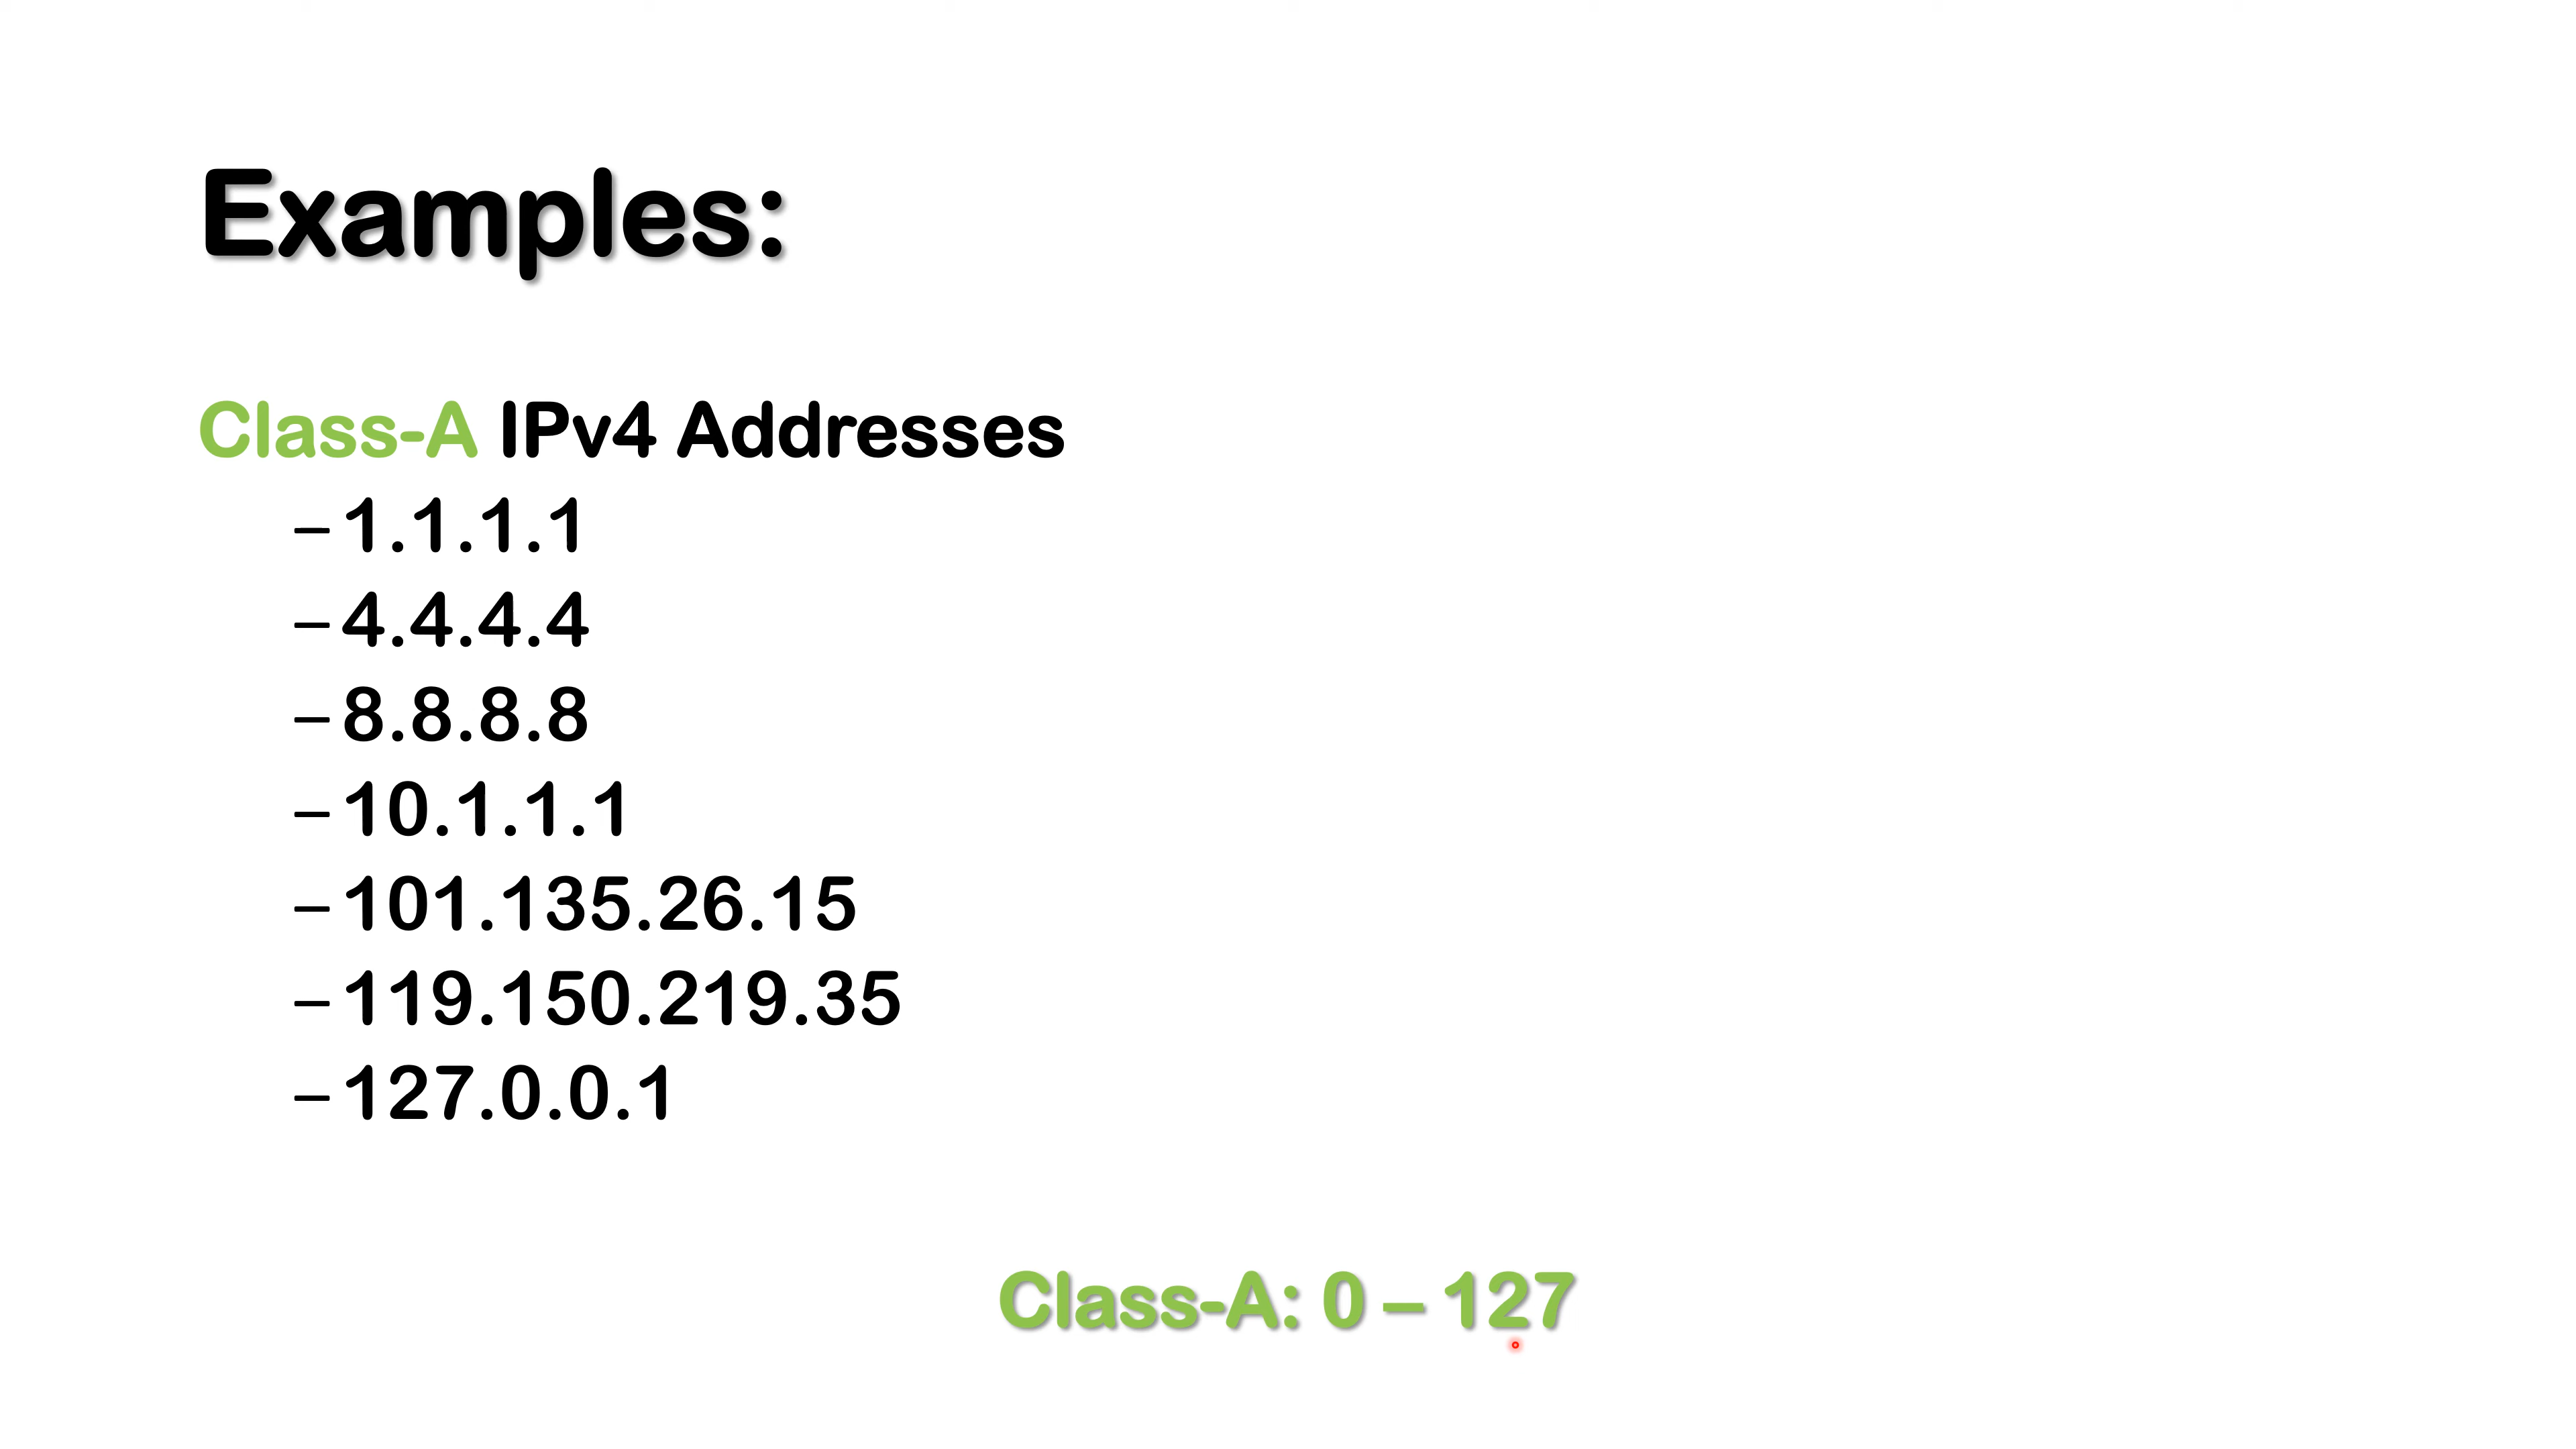 Examples:
Class-A IPv4 Addresses
– 1.1.1.1
– 4.4.4.4
– 8.8.8.8
– 10.1.1.1
– 101.135.26.15
– 119.150.219.35
– 127.0.0.1
Class-A: 0 – 127